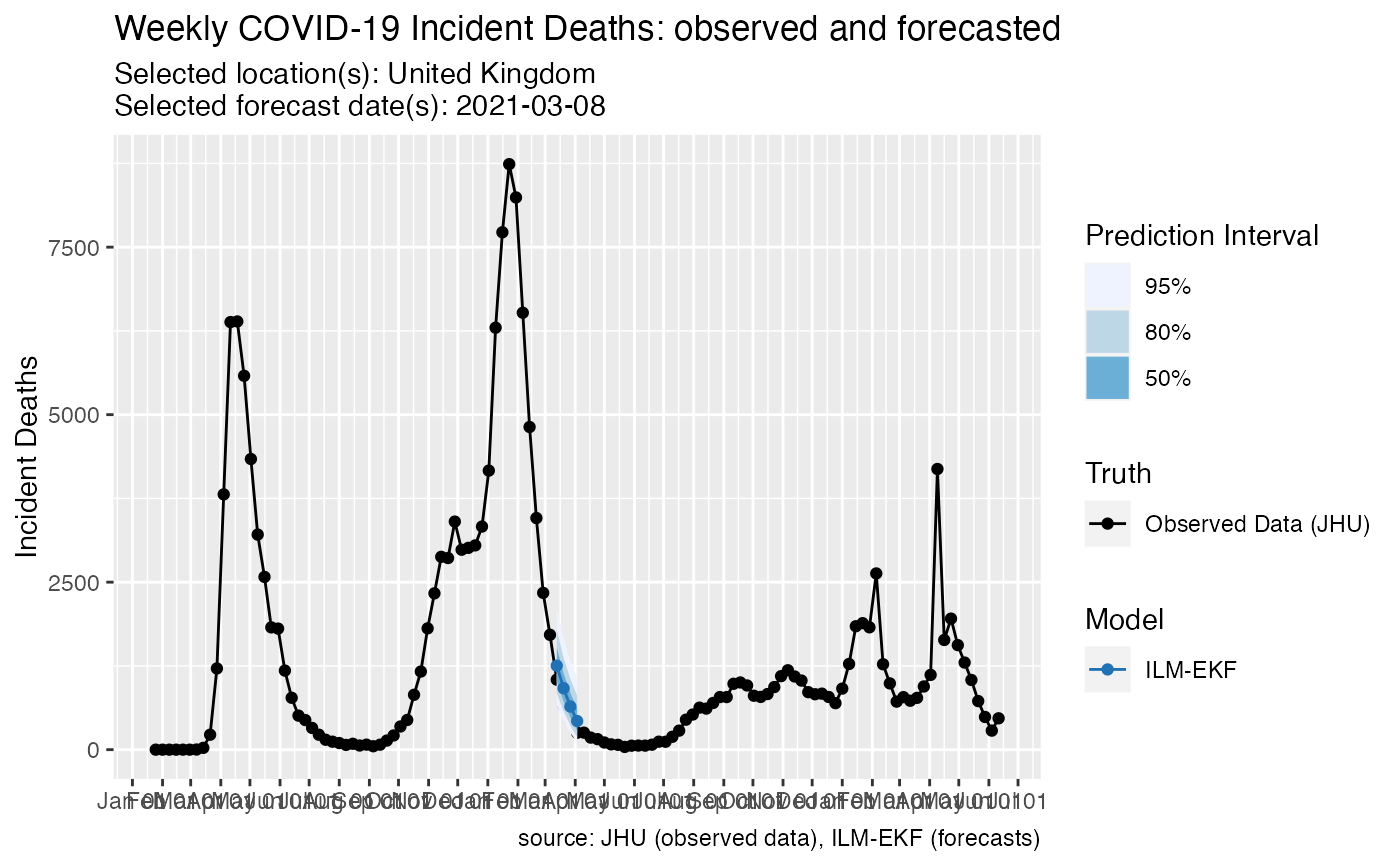 Weekly COVID-19 Incident Deaths: observed and forecasted
Selected location(s): United Kingdom
Selected forecast date(s): 2021-03-08
Incident Deaths
7500
5000
2500
0
Prediction Interval
95%
80%
50%
Truth
Observed Data (JHU)
Model
ILM-EKF
source: JHU (observed data), ILM-EKF (forecasts)